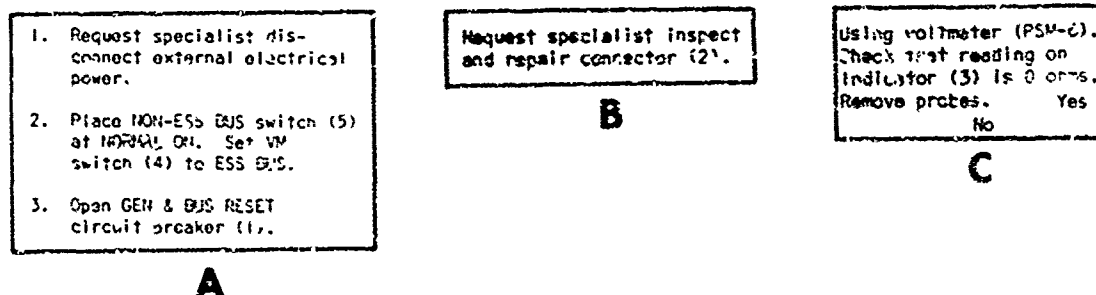 1. Request specialist dis-
connect external electrical
power.
2. Place NON-ESS BUS switch (5)
at NORMAL ON. Set VM
switch (4) to ESS BUS.
3. Open GEN & BUS RESET
circuit breaker (1).
A
Request specialist inspect
and repair connector (2).
B
Using voltmeter (PSM-6).
Check that reading on
indicator (3) is 0 ohms.
Remove probes. Yes
No
C